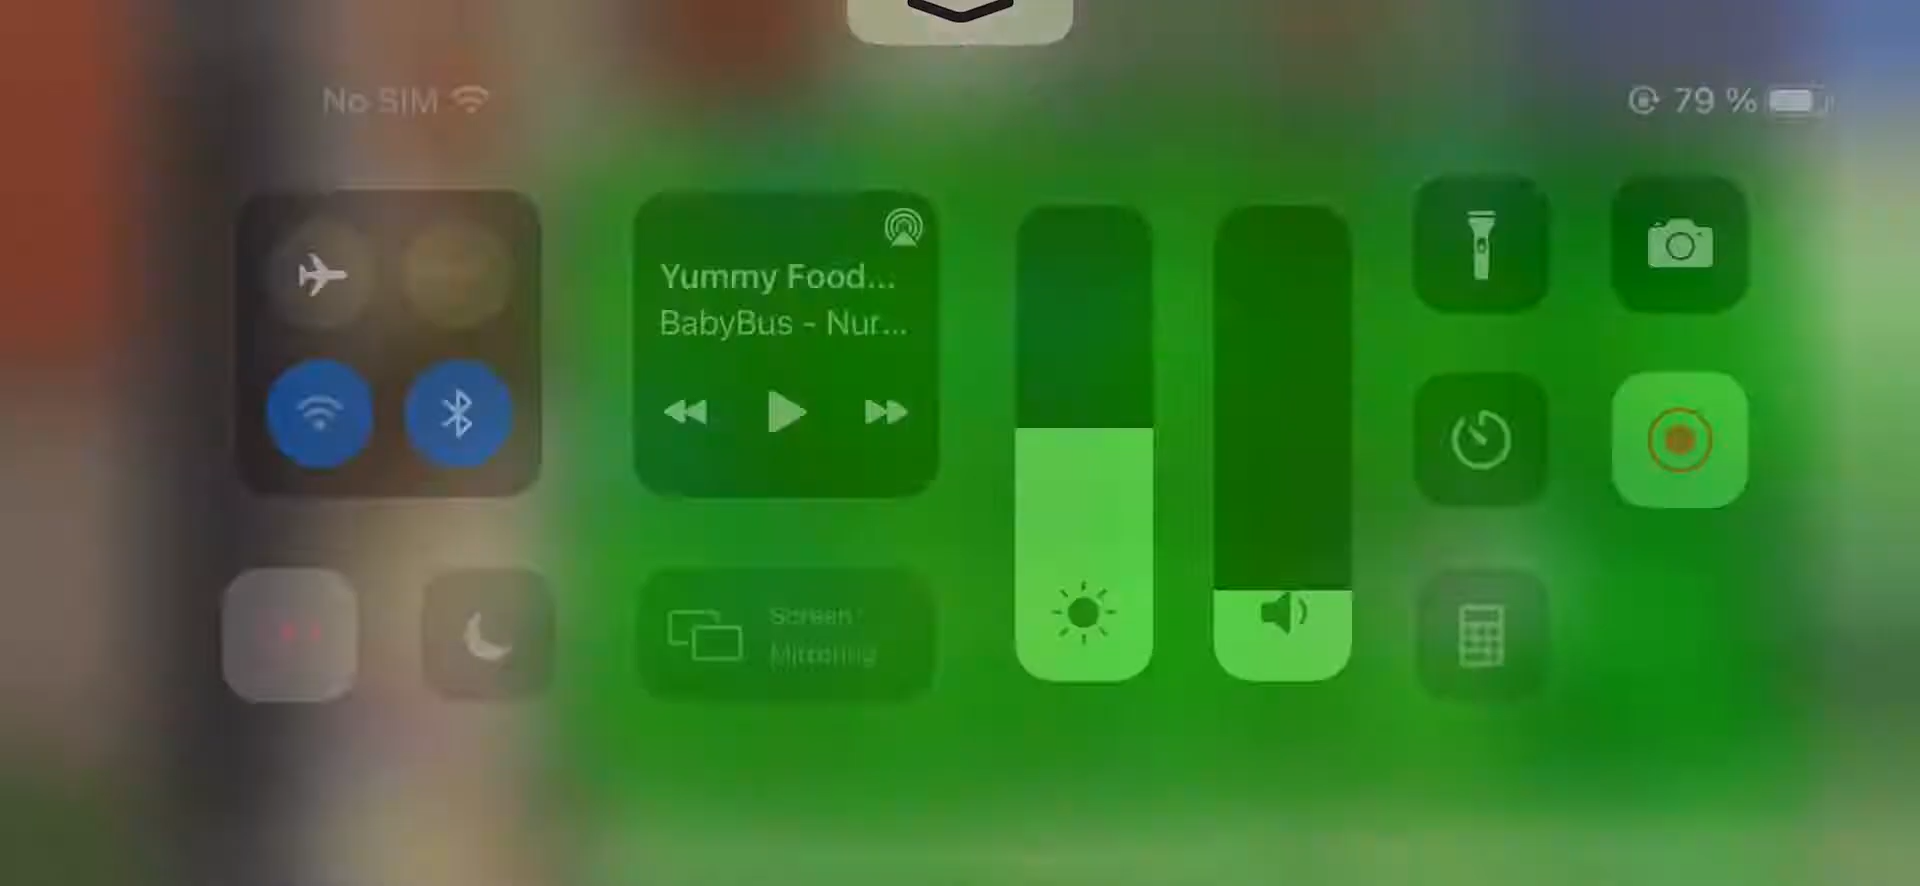 No SIM
79 %
Yummy Food...
BabyBus - Nur...
Screen
Mirroring